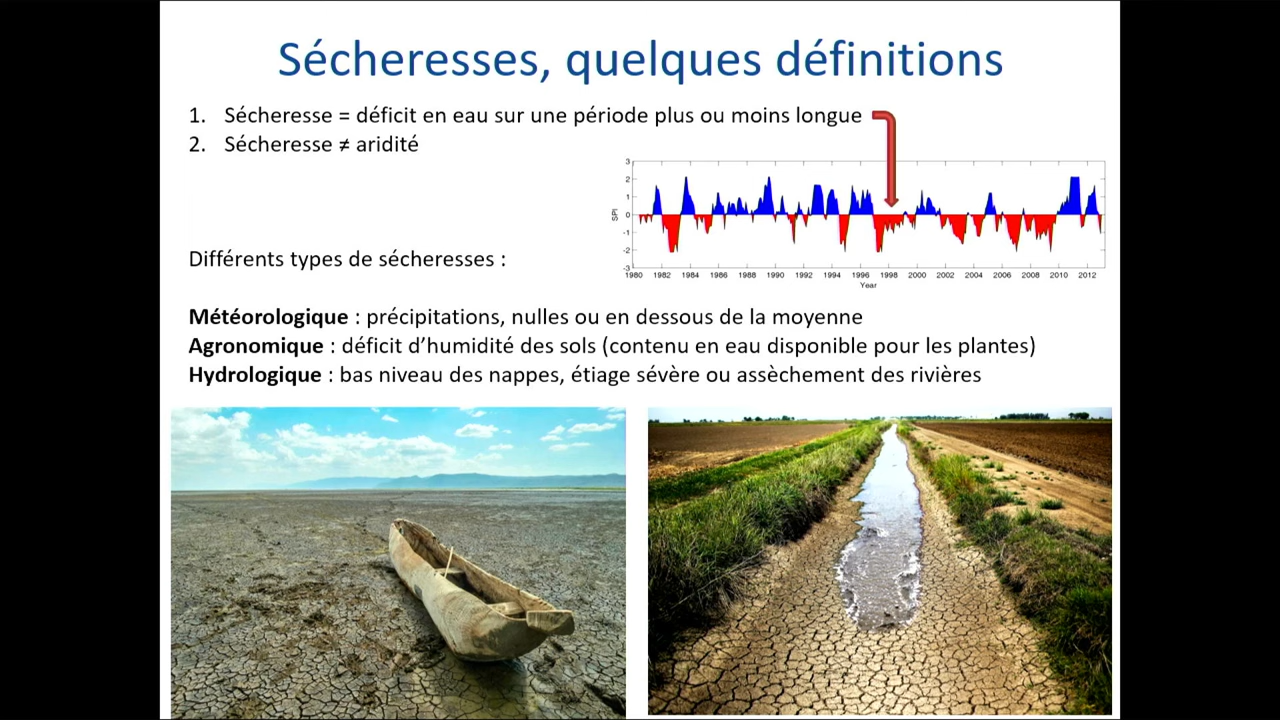 Sécheresses, quelques définitions
1. Sécheresse = déficit en eau sur une période plus ou moins longue
2. Sécheresse ≠ aridité
3
2
1
0
-1
-2
-3
SPI
1980 1982 1984 1986 1988 1990 1992 1994 1996 1998 2000 2002 2004 2006 2008 2010 2012
Year
Différents types de sécheresses :
Météorologique : précipitations, nulles ou en dessous de la moyenne
Agronomique : déficit d’humidité des sols (contenu en eau disponible pour les plantes)
Hydrologique : bas niveau des nappes, étiage sévère ou assèchement des rivières